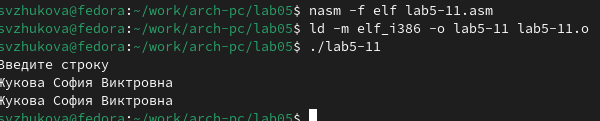 svzhukova@fedora:~/work/arch-pc/lab05$ nasm -f elf lab5-11.asm
svzhukova@fedora:~/work/arch-pc/lab05$ ld -m elf_i386 -o lab5-11 lab5-11.o
svzhukova@fedora:~/work/arch-pc/lab05$ ./lab5-11
Введите строку
Жукова София Виктровна
Жукова София Виктровна
svzhukova@fedora:~/work/arch-pc/lab05$